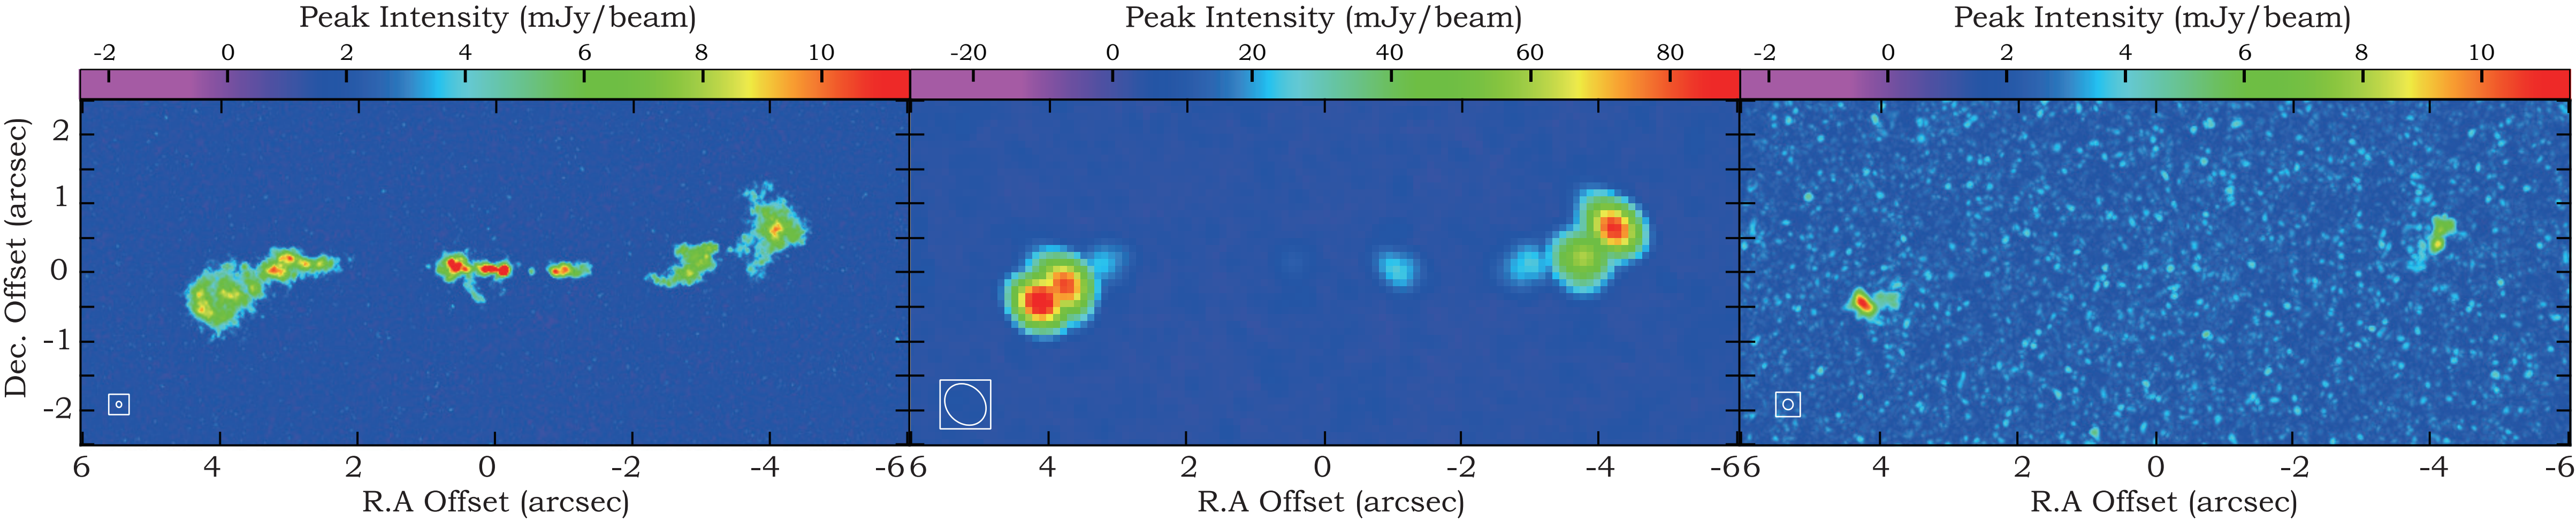 Peak Intensity (mJy/beam) Peak Intensity (mJy/beam) Peak Intensity (mJy/beam)
-2 0 2 4 6 8 10 -20 0 20 40 60 80 -2 0 2 4 6 8 10
Dec. Offset (arcsec)
2
1
0
-1
-2
6 4 2 0 -2 -4 -6 6 4 2 0 -2 -4 -6 6 4 2 0 -2 -4 -6
R.A Offset (arcsec) R.A Offset (arcsec) R.A Offset (arcsec)